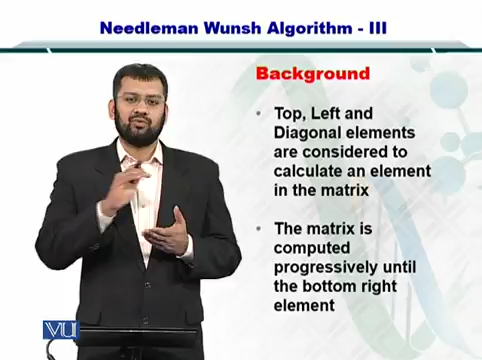 Needleman Wunsh Algorithm - III
Background
• Top, Left and
Diagonal elements
are considered to
calculate an element
in the matrix
• The matrix is
computed
progressively until
the bottom right
element
VU